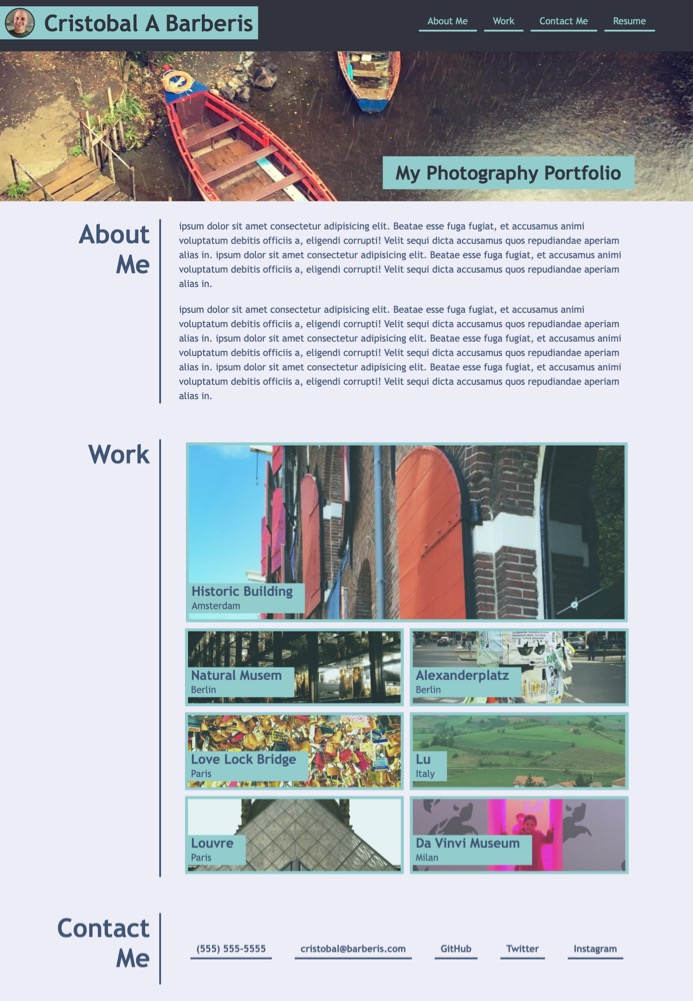 Cristobal A Barberis
About Me
Work
Contact Me
Resume
My Photography Portfolio
About
Me
ipsum dolor sit amet consectetur adipisicing elit. Beatae esse fuga fugiat, et accusamus animi
voluptatum debitis officiis a, eligendi corrupti! Velit sequi dicta accusamus quos repudiandae aperiam
alias in. ipsum dolor sit amet consectetur adipisicing elit. Beatae esse fuga fugiat, et accusamus animi
voluptatum debitis officiis a, eligendi corrupti! Velit sequi dicta accusamus quos repudiandae aperiam
alias in.
ipsum dolor sit amet consectetur adipisicing elit. Beatae esse fuga fugiat, et accusamus animi
voluptatum debitis officiis a, eligendi corrupti! Velit sequi dicta accusamus quos repudiandae aperiam
alias in. ipsum dolor sit amet consectetur adipisicing elit. Beatae esse fuga fugiat, et accusamus animi
voluptatum debitis officiis a, eligendi corrupti! Velit sequi dicta accusamus quos repudiandae aperiam
alias in. ipsum dolor sit amet consectetur adipisicing elit. Beatae esse fuga fugiat, et accusamus animi
voluptatum debitis officiis a, eligendi corrupti! Velit sequi dicta accusamus quos repudiandae aperiam
alias in.
Work
Historic Building
Amsterdam
Natural Musem
Berlin
Alexanderplatz
Berlin
Love Lock Bridge
Paris
Lu
Italy
Louvre
Paris
Da Vinvi Museum
Milan
Contact
Me
(555) 555-5555
cristobal@barberis.com
GitHub
Twitter
Instagram